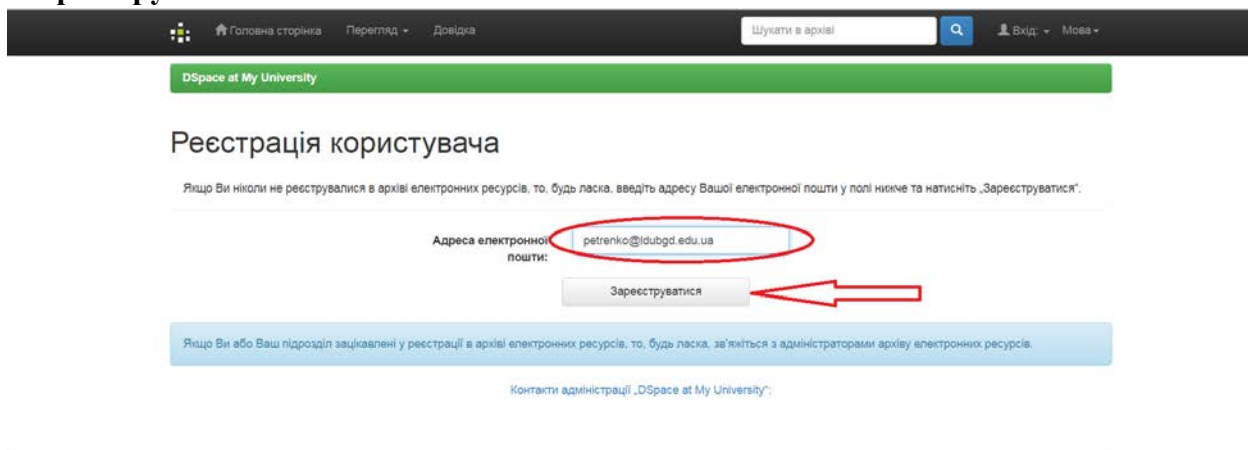 Головна сторінка Перегляд Довідка Шукати в архіві Вхід: Мова
DSpace at My University
Реєстрація користувача
Якщо Ви ніколи не реєструвалися в архіві електронних ресурсів, то, будь ласка, введіть адресу Вашої електронної пошти у полі нижче та натисніть „Зареєструватися“.
Адреса електронної
пошти:
petrenko@ldubgd.edu.ua
Зареєструватися
Якщо Ви або Ваш підрозділ зацікавлені у реєстрації в архіві електронних ресурсів, то, будь ласка, зв'яжіться з адміністраторами архіву електронних ресурсів.
Контакти адміністрації „DSpace at My University“: